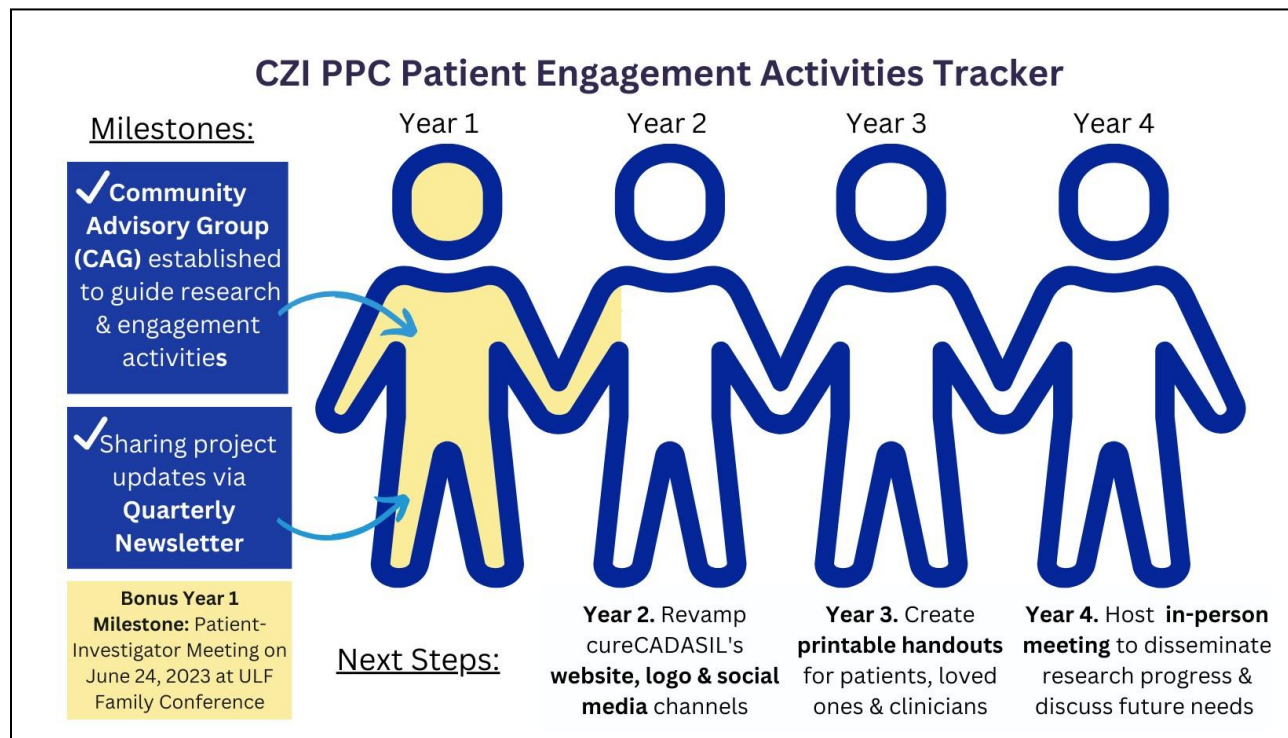 CZI PPC Patient Engagement Activities Tracker
Milestones:
Year 1
Year 2
Year 3
Year 4
Community
Advisory Group
(CAG) established
to guide research
& engagement
activities
Sharing project
updates via
Quarterly
Newsletter
Bonus Year 1
Milestone: Patient-
Investigator Meeting on
June 24, 2023 at ULF
Family Conference
Next Steps:
Year 2. Revamp
cureCADASIL's
website, logo & social
media channels
Year 3. Create
printable handouts
for patients, loved
ones & clinicians
Year 4. Host in-person
meeting to disseminate
research progress &
discuss future needs